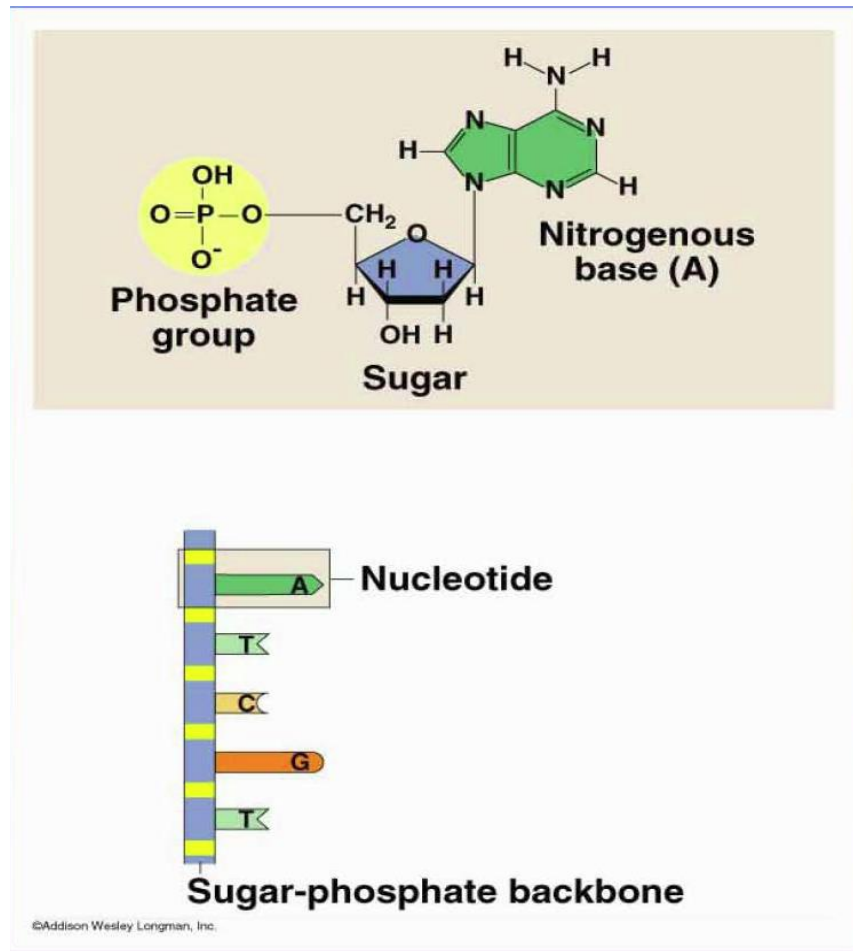 H H
N
N N
H
N N H
OH
O=P–O CH₂
O⁻
O
H H
H H
OH H
Nitrogenous
base (A)
Phosphate
group
Sugar
A Nucleotide
T
C
G
T
Sugar-phosphate backbone
©Addison Wesley Longman, Inc.